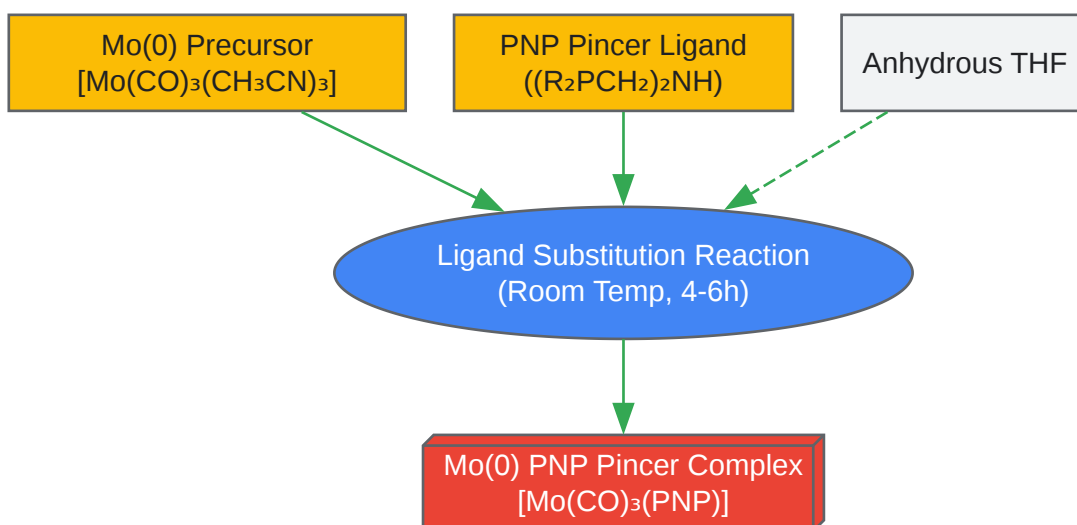 Mo(0) Precursor
[Mo(CO)₃(CH₃CN)₃]
PNP Pincer Ligand
((R₂PCH₂)₂NH)
Anhydrous THF
Ligand Substitution Reaction
(Room Temp, 4-6h)
Mo(0) PNP Pincer Complex
[Mo(CO)₃(PNP)]